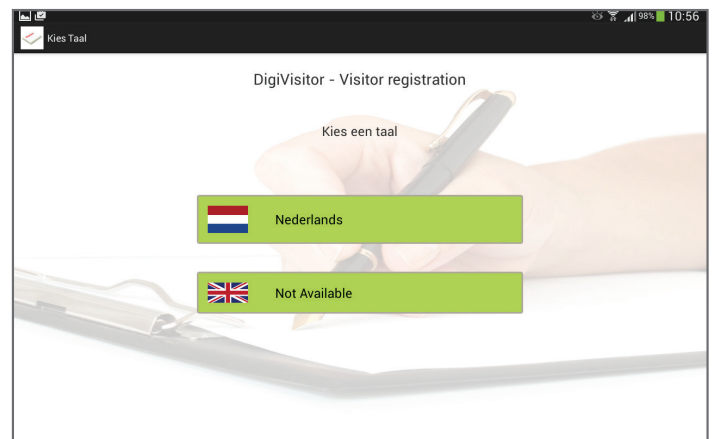 98% 10:56
Kies Taal
DigiVisitor - Visitor registration
Kies een taal
Nederlands
Not Available